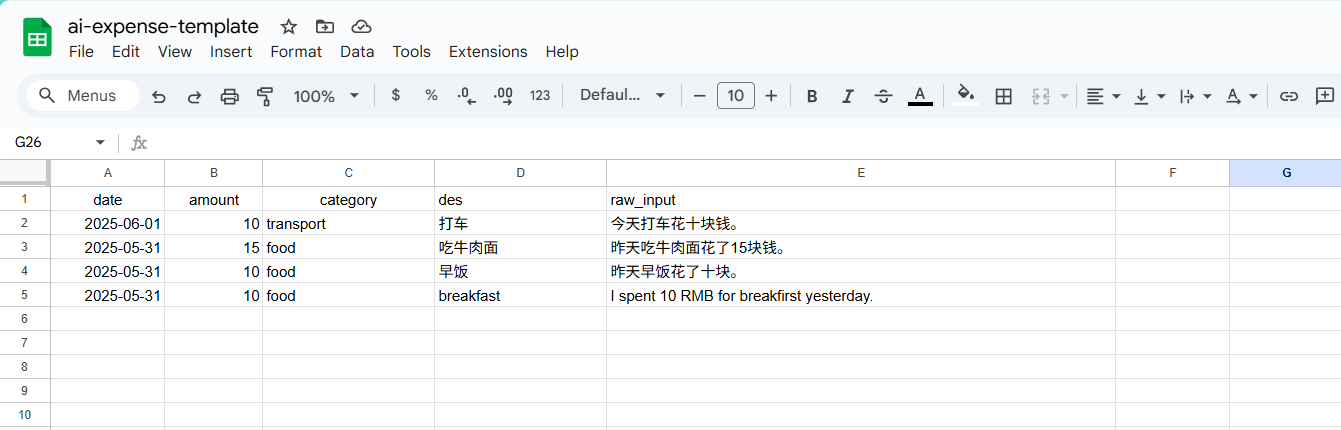 ai-expense-template
File Edit View Insert Format Data Tools Extensions Help
Menus 100% $ % .0 .00 123 Defaul... 10 B I S A A
G26 fx
A B C D E F G
1 date amount category des raw_input
2 2025-06-01 10 transport 打车 今天打车花十块钱。
3 2025-05-31 15 food 吃牛肉面 昨天吃牛肉面花了15块钱。
4 2025-05-31 10 food 早饭 昨天早饭花了十块。
5 2025-05-31 10 food breakfast I spent 10 RMB for breakfirst yesterday.
6
7
8
9
10